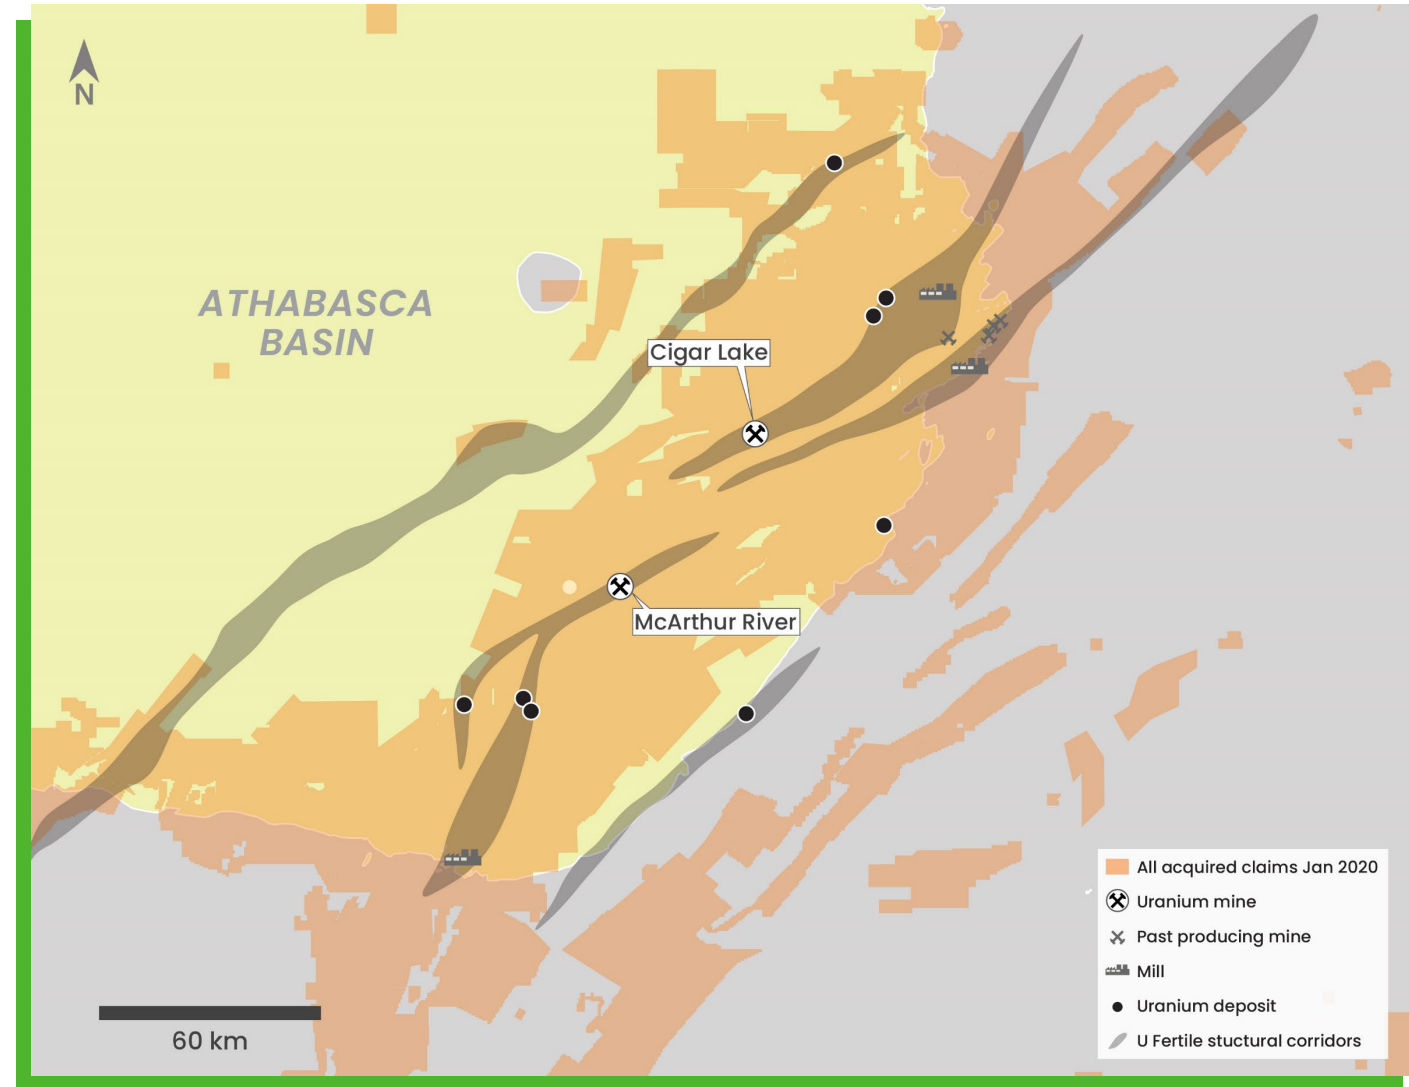 N
ATHABASCA
BASIN
Cigar Lake
McArthur River
60 km
All acquired claims Jan 2020
Uranium mine
Past producing mine
Mill
Uranium deposit
U Fertile stuctural corridors